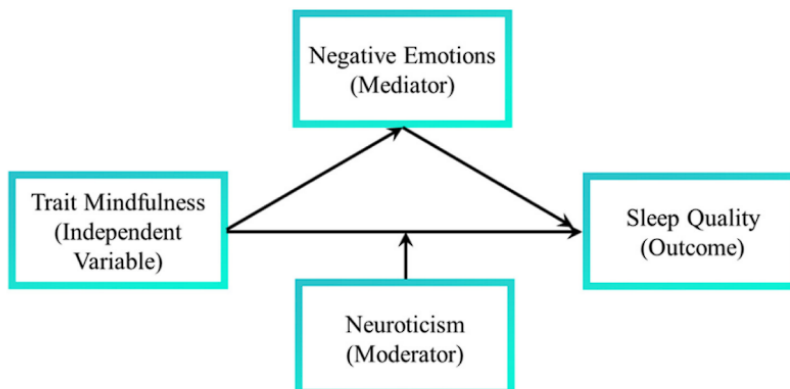 Negative Emotions
(Mediator)
Trait Mindfulness
(Independent
Variable)
Sleep Quality
(Outcome)
Neuroticism
(Moderator)